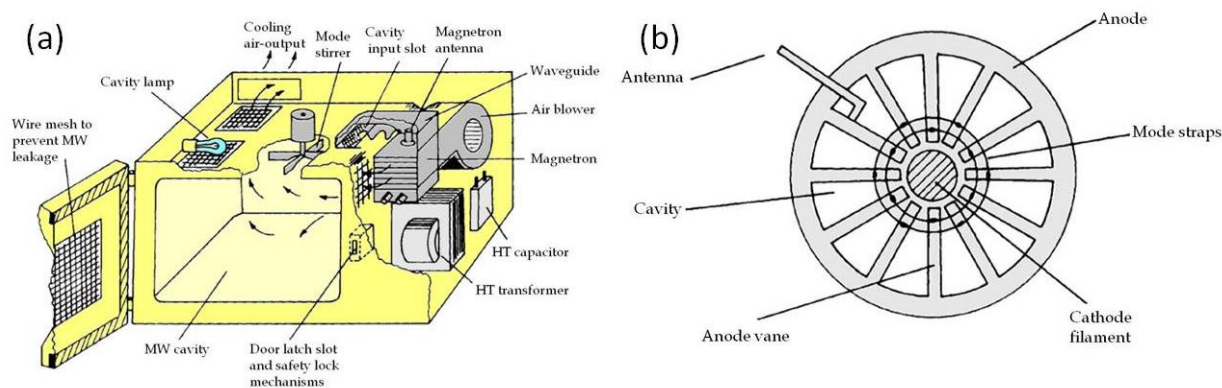 (a)
Cooling
air-output
Mode
stirrer
Cavity
input slot
Magnetron
antenna
Waveguide
Cavity lamp
Air blower
Wire mesh to
prevent MW
leakage
Magnetron
HT capacitor
HT transformer
MW cavity
Door latch slot
and safety lock
mechanisms
(b)
Anode
Antenna
Mode straps
Cavity
Anode vane
Cathode
filament